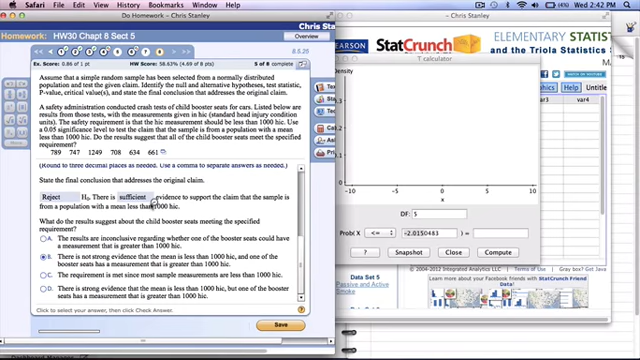 Safari File Edit View History Bookmarks Window Help
Wed 2:42 PM
Do Homework - Chris Stanley
Chris Stan
Homework: HW30 Chapt 8 Sect 5
Overview
8.5.25
Ex. Score: 0.86 of 1 pt
HW Score: 58.63% (4.69 of 8 pts)
5 of 8 complete
Assume that a simple random sample has been selected from a normally distributed
population and test the given claim. Identify the null and alternative hypotheses, test statistic,
P-value, critical value(s), and state the final conclusion that addresses the original claim.
A safety administration conducted crash tests of child booster seats for cars. Listed below are
results from those tests, with the measurements given in hic (standard head injury condition
units). The safety requirement is that the hic measurement should be less than 1000 hic. Use
a 0.05 significance level to test the claim that the sample is from a population with a mean
less than 1000 hic. Do the results suggest that all of the child booster seats meet the specified
requirement?
789 747 1249 708 634 661
(Round to three decimal places as needed. Use a comma to separate answers as needed.)
State the final conclusion that addresses the original claim.
Reject H₀. There is sufficient evidence to support the claim that the sample is
from a population with a mean less than 1000 hic.
What do the results suggest about the child booster seats meeting the specified
requirement?
A. The results are inconclusive regarding whether one of the booster seats could have
a measurement that is greater than 1000 hic.
B. There is not strong evidence that the mean is less than 1000 hic, and one of the
booster seats has a measurement that is greater than 1000 hic.
C. The requirement is met since most sample measurements are less than 1000 hic.
D. There is strong evidence that the mean is less than 1000 hic, but one of the booster
seats has a measurement that is greater than 1000 hic.
Click to select your answer, then click Check Answer.
Save
– Chris Stanley
PEARSON
StatCrunch
ELEMENTARY STATIST
and the Triola Statistics
T calculator
Density
0.3
0.2
0.1
0
-10 -5 0 5 10
x
DF: 5
Prob( X <= -2.0150483 ) =
? Snapshot Close Compute
Graphics Help
var4
Data Set 5
Passive and Active
Smoke
© 2004-2012 Integrated Analytics LLC | Credits
Learn more about our Facebook